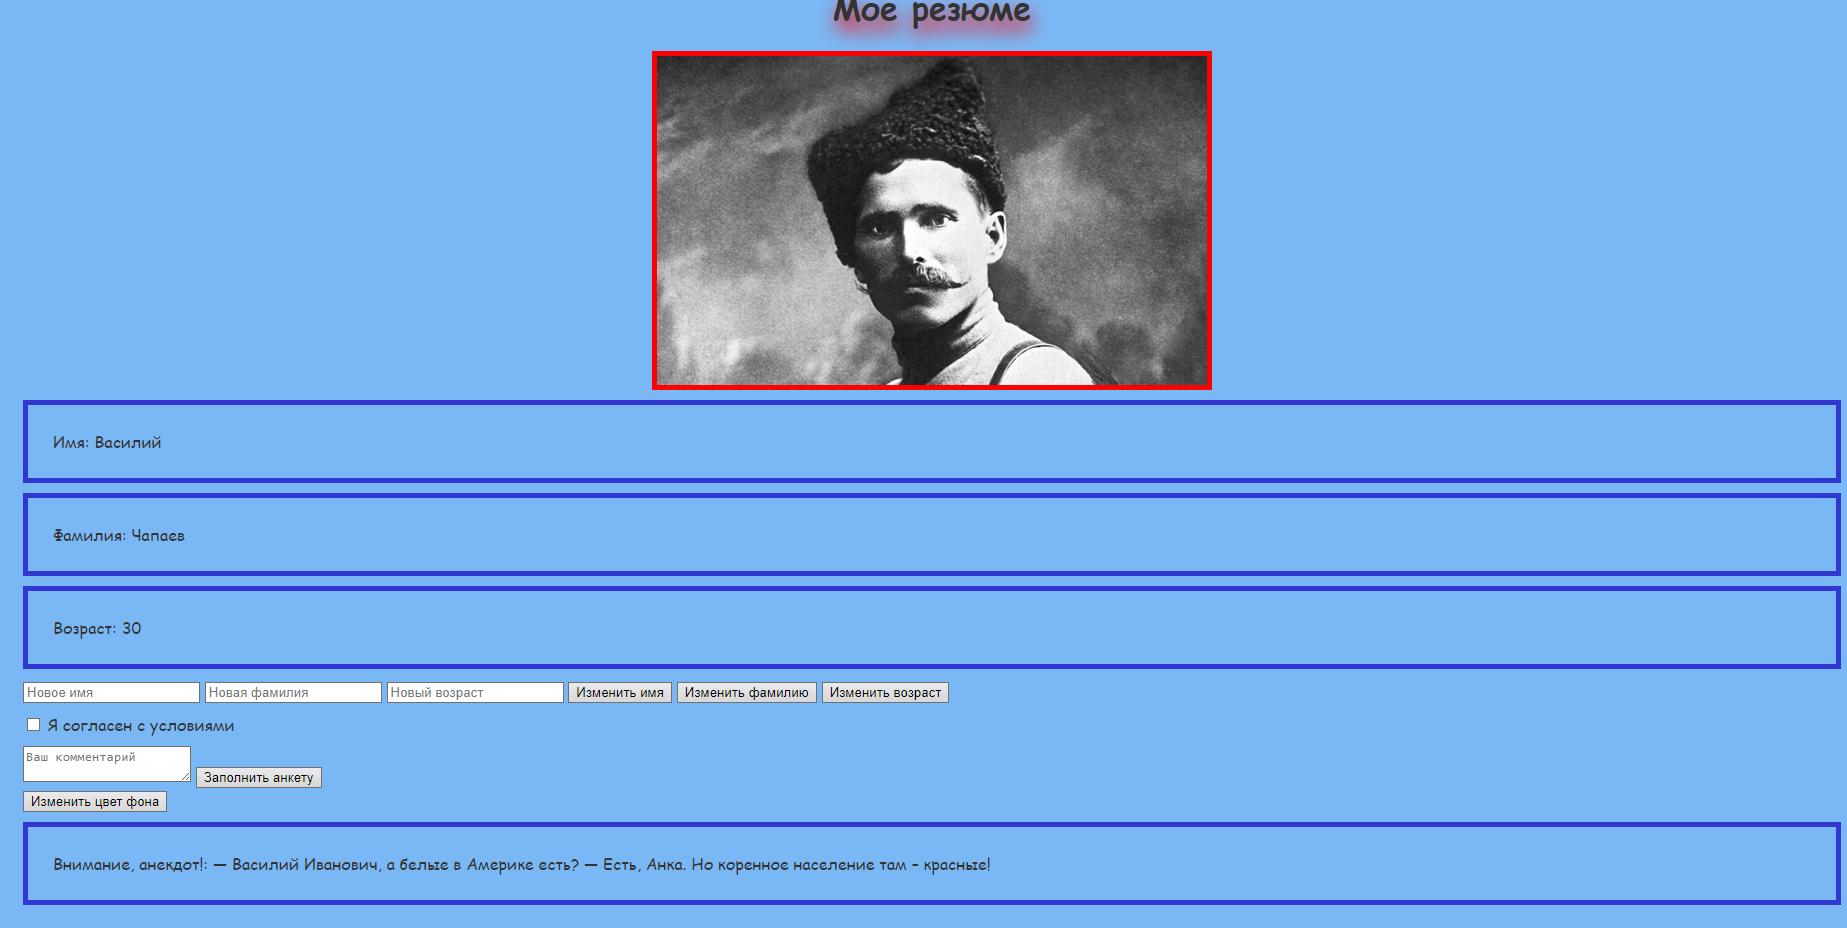 Мое резюме
Имя: Василий
Фамилия: Чапаев
Возраст: 30
Новое имя Новая фамилия Новый возраст Изменить имя Изменить фамилию Изменить возраст
Я согласен с условиями
Ваш комментарий Заполнить анкету
Изменить цвет фона
Внимание, анекдот!: — Василий Иванович, а белые в Америке есть? — Есть, Анка. Но коренное население там - красные!